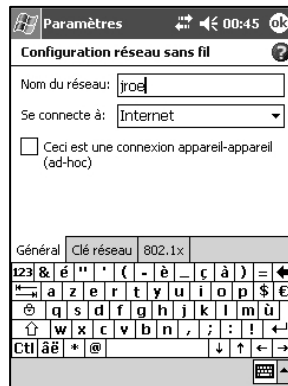 Paramètres 00:45 ok
Configuration réseau sans fil ?
Nom du réseau: jroe
Se connecte à: Internet
Ceci est une connexion appareil-appareil
(ad-hoc)
Général Clé réseau 802.1x
123 & é " ' ( - è _ ç à ) =
a z e r t y u i o p $ €
q s d f g h j k l m ù
w x c v b n , ; : !
Ctl âë * @ ↓ ↑ ← →